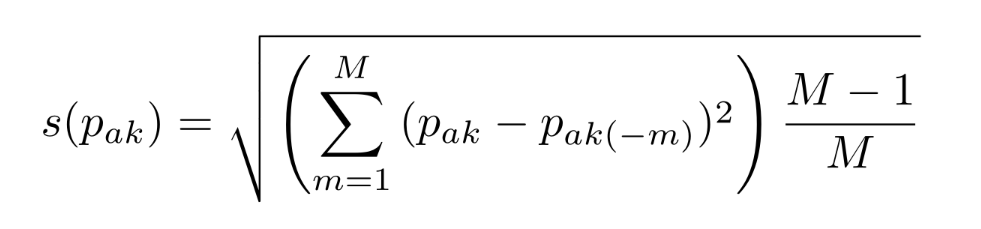 s(p_{ak}) = \sqrt{\left( \sum_{m=1}^{M} (p_{ak} - p_{ak(-m)})^2 \right) \frac{M-1}{M}}